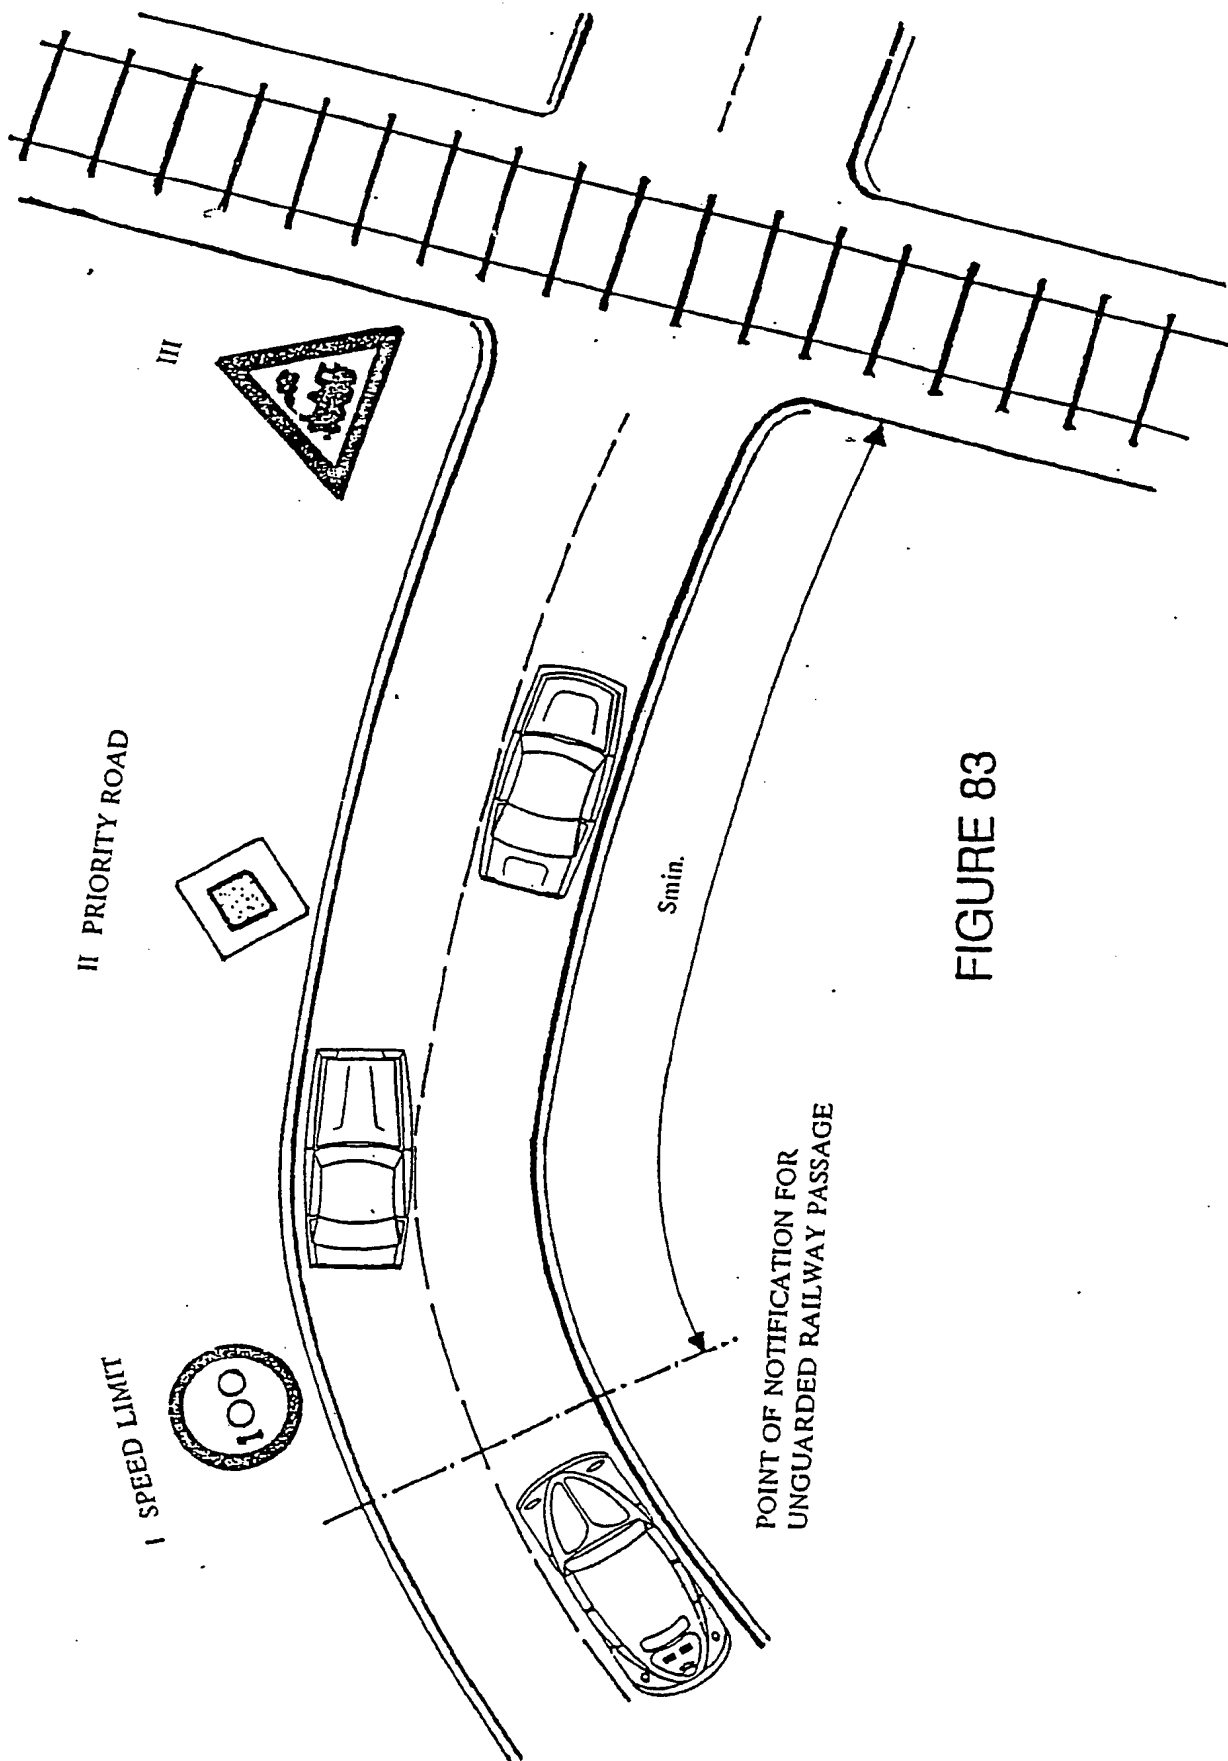 I SPEED LIMIT
100
II PRIORITY ROAD
III
Smin.
POINT OF NOTIFICATION FOR
UNGUARDED RAILWAY PASSAGE
FIGURE 83